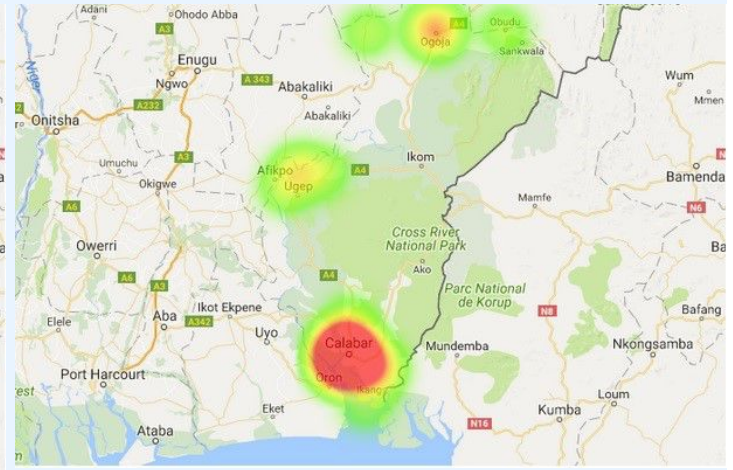 Adani
Ohodo Abba
A3
A4
Obudu
Ogoja
Sankwala
Enugu
Ngwo
A 343
Abakaliki
Wum
Niger
A232
Abakaliki
Mmen
Onitsha
A3
Umuchu
Afikpo
A4
Ikom
Okigwe
Ugep
Bamenda
A6
Mamfe
N6
Owerri
Cross River
National Park
Ako
A6
A3
A4
Parc National
de Korup
Elele
Aba
Ikot Ekpene
A342
N8
Bafang
Uyo
Calabar
Mundemba
Nkongsamba
Port Harcourt
Oron
Ikang
Loum
Eket
Kumba
Ataba
N16